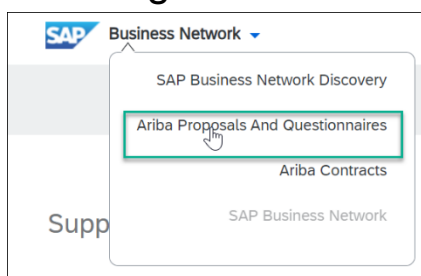 SAP Business Network
SAP Business Network Discovery
Ariba Proposals And Questionnaires
Ariba Contracts
Supp
SAP Business Network